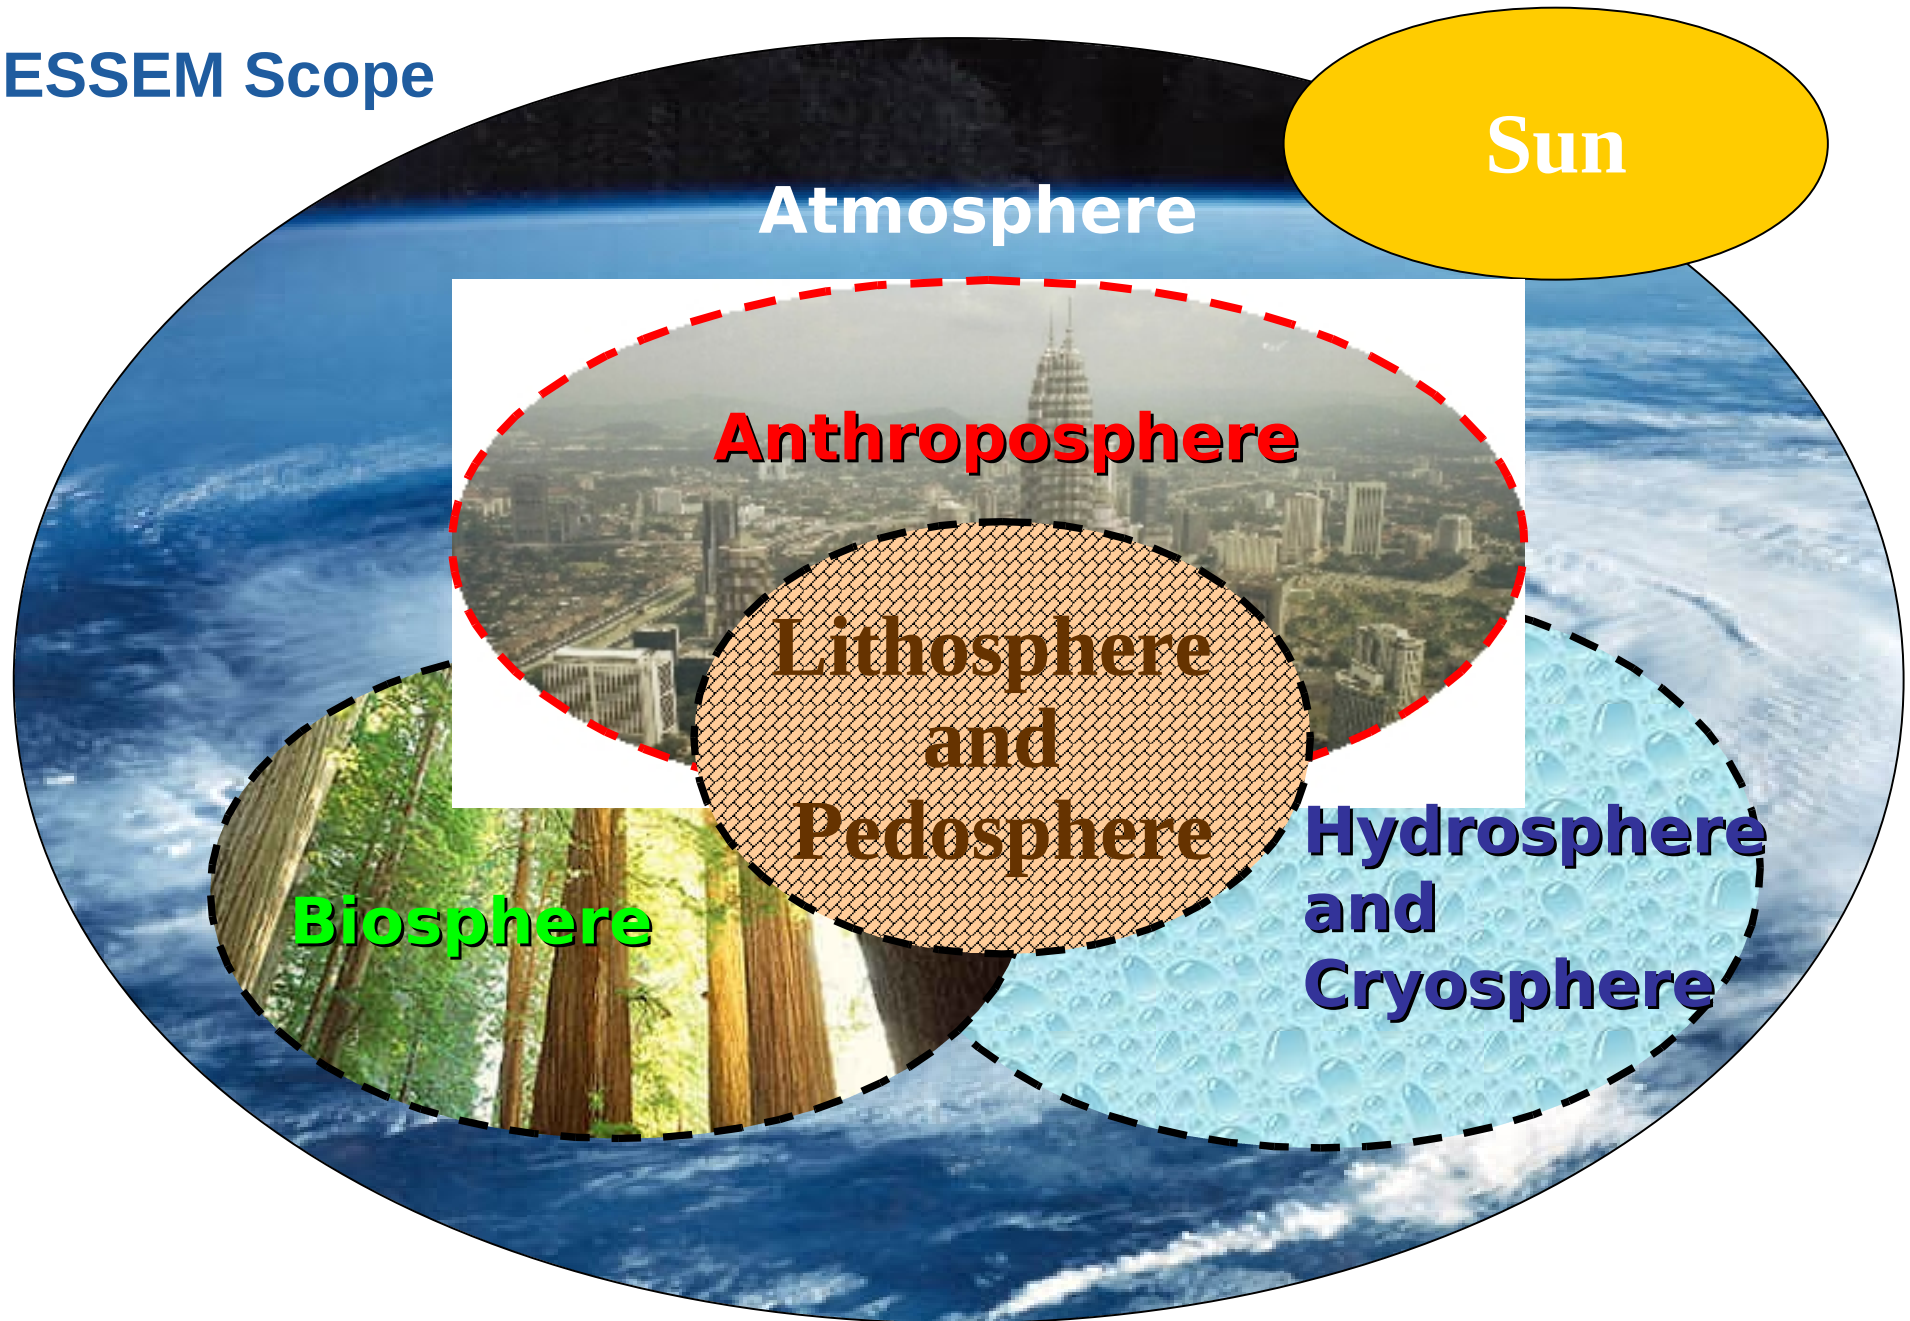 ESSEM Scope
Sun
Atmosphere
Anthroposphere
Lithosphere
and
Pedosphere
Hydrosphere
and
Cryosphere
Biosphere